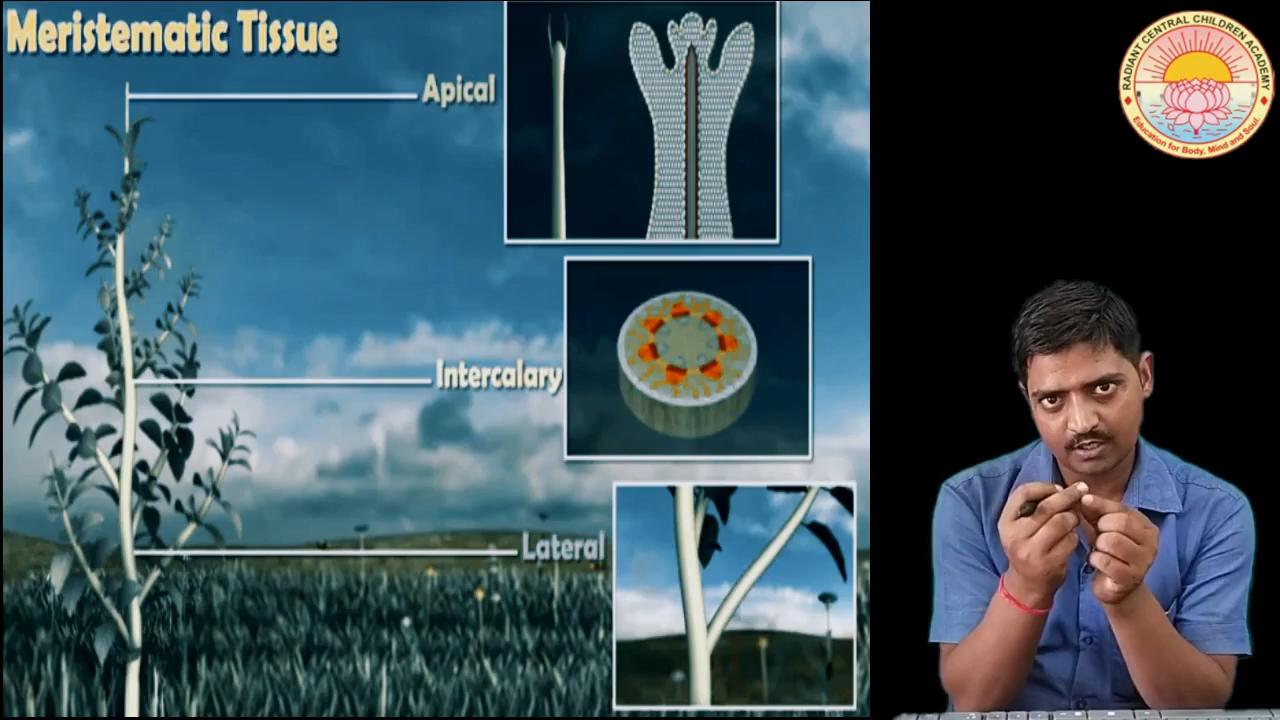 Meristematic Tissue
Apical
Intercalary
Lateral
RADIANT CENTRAL CHILDREN ACADEMY
Education for Body, Mind and Soul.